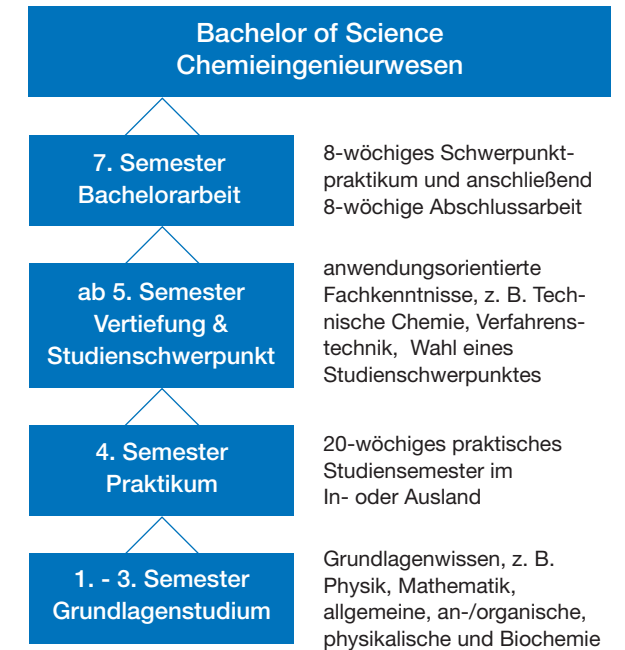 Bachelor of Science
Chemieingenieurwesen
7. Semester
Bachelorarbeit
8-wöchiges Schwerpunkt-
praktikum und anschließend
8-wöchige Abschlussarbeit
ab 5. Semester
Vertiefung &
Studienschwerpunkt
anwendungsorientierte
Fachkenntnisse, z. B. Tech-
nische Chemie, Verfahrens-
technik, Wahl eines
Studienschwerpunktes
4. Semester
Praktikum
20-wöchiges praktisches
Studiensemester im
In- oder Ausland
1. - 3. Semester
Grundlagenstudium
Grundlagenwissen, z. B.
Physik, Mathematik,
allgemeine, an-/organische,
physikalische und Biochemie